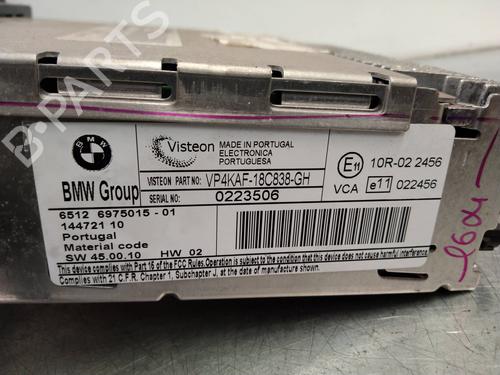 B-PARTS
BMW
BMW Group
Visteon
MADE IN PORTUGAL
ELECTRONICA
PORTUGUESA
VISTEON PART NO: VP4KAF-18C838-GH
SERIAL NO: 0223506
E11 10R-02 2456
VCA e11 022456
6512 6975015 - 01
144721 10
Portugal
Material code
SW 45.00.10 HW 02
This device complies with Part 15 of the FCC Rules.Operation is subject to the condition that this device does not cause harmful interference.
Complies with 21 C.F.R. Chapter 1, Subchapter J, at date of manufacture.